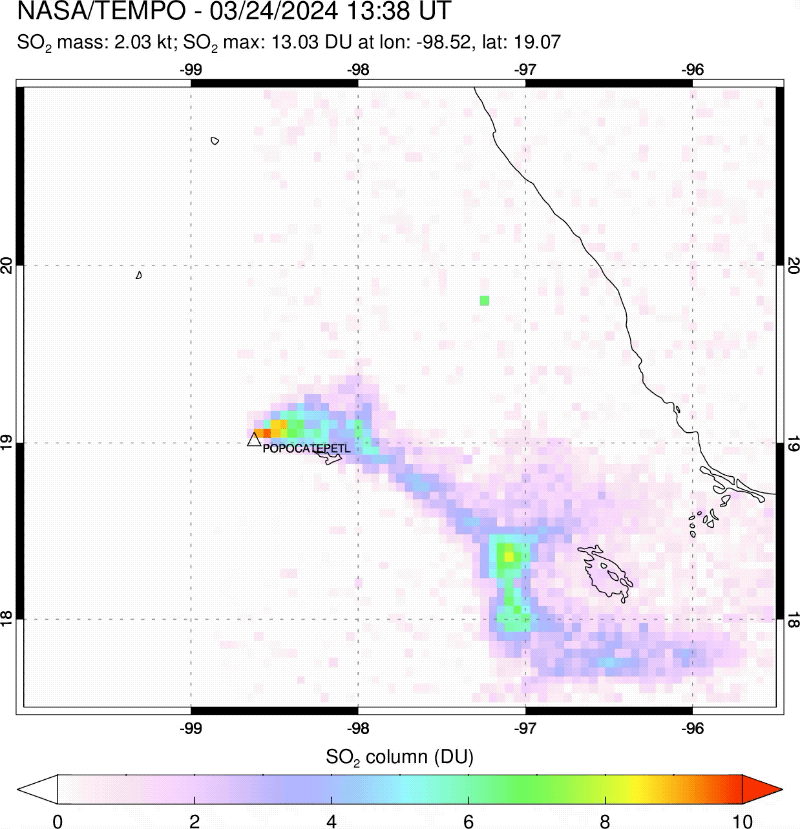 NASA/TEMPO - 03/24/2024 13:38 UT
SO₂ mass: 2.03 kt; SO₂ max: 13.03 DU at lon: -98.52, lat: 19.07
-99 -98 -97 -96
20 20
19 19
POPOCATEPETL
18 18
-99 -98 -97 -96
SO₂ column (DU)
0 2 4 6 8 10